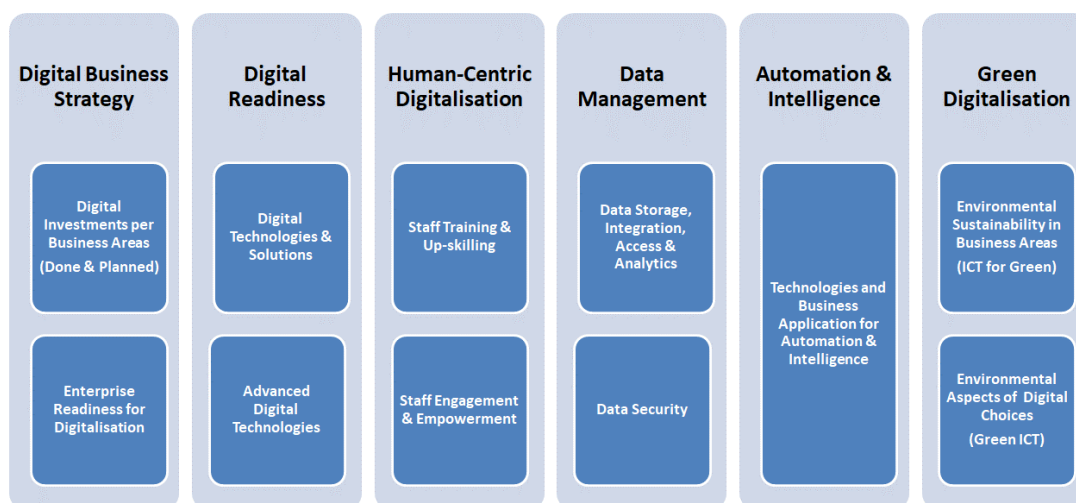 Digital Business
Strategy
Digital
Investments per
Business Areas
(Done & Planned)
Enterprise
Readiness for
Digitalisation
Digital
Readiness
Digital
Technologies &
Solutions
Advanced
Digital
Technologies
Human-Centric
Digitalisation
Staff Training &
Up-skilling
Staff Engagement
& Empowerment
Data
Management
Data Storage,
Integration,
Access &
Analytics
Data Security
Automation &
Intelligence
Technologies and
Business
Application for
Automation &
Intelligence
Green
Digitalisation
Environmental
Sustainability in
Business Areas
(ICT for Green)
Environmental
Aspects of Digital
Choices
(Green ICT)